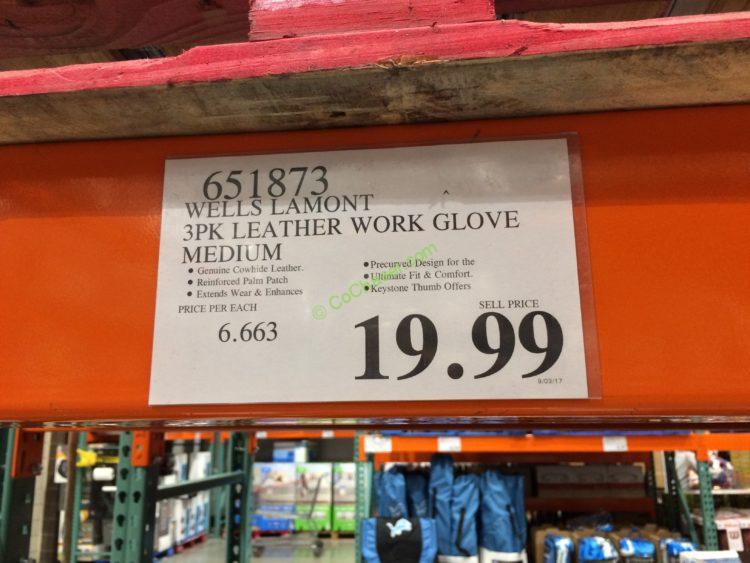 651873
WELLS LAMONT
3PK LEATHER WORK GLOVE
MEDIUM
• Genuine Cowhide Leather.
• Reinforced Palm Patch
• Extends Wear & Enhances
• Precurved Design for the
• Ultimate Fit & Comfort.
• Keystone Thumb Offers
PRICE PER EACH
6.663
SELL PRICE
19.99
9/03/17